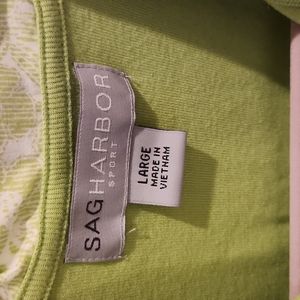 SAGHARBOR
SPORT
LARGE
MADE IN
VIETNAM